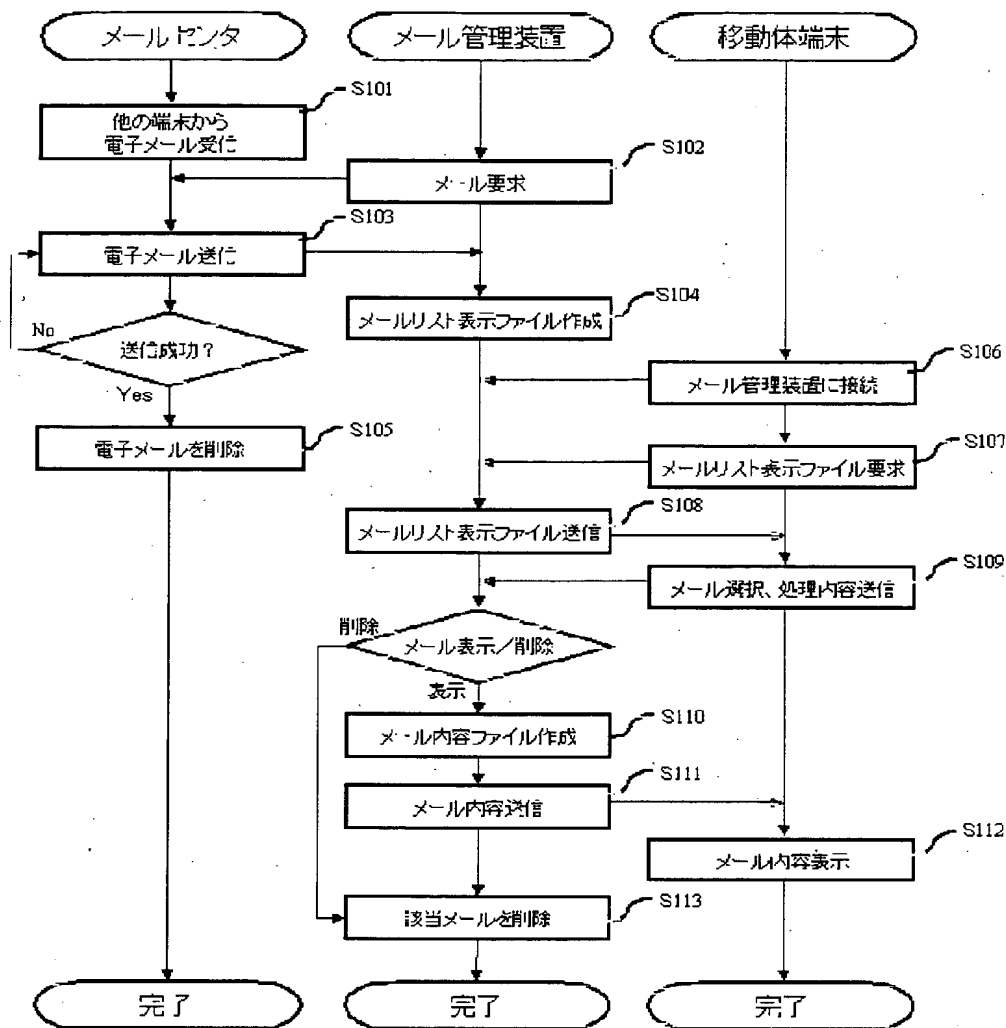 メールセンタ
メール管理装置
移動体端末
S101
他の端末から
電子メール受信
S102
メール要求
S103
電子メール送信
S104
メールリスト表示ファイル作成
No
送信成功？
Yes
S106
メール管理装置に接続
S105
電子メールを削除
S107
メールリスト表示ファイル要求
S108
メールリスト表示ファイル送信
S109
メール選択、処理内容送信
削除
メール表示／削除
表示
S110
メール内容ファイル作成
S111
メール内容送信
S112
メール内容表示
S113
該当メールを削除
完了
完了
完了